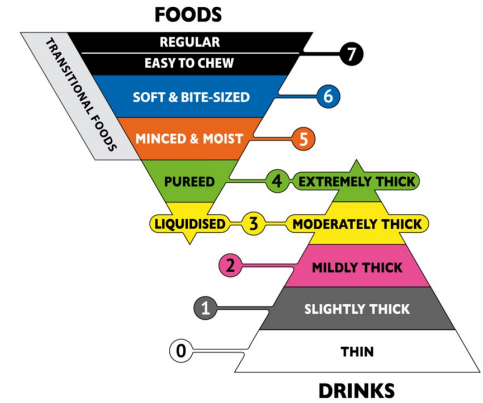 FOODS
REGULAR
EASY TO CHEW
7
TRANSITIONAL FOODS
SOFT & BITE-SIZED
6
MINCED & MOIST
5
PUREED
4
EXTREMELY THICK
LIQUIDISED
3
MODERATELY THICK
2
MILDLY THICK
1
SLIGHTLY THICK
0
THIN
DRINKS